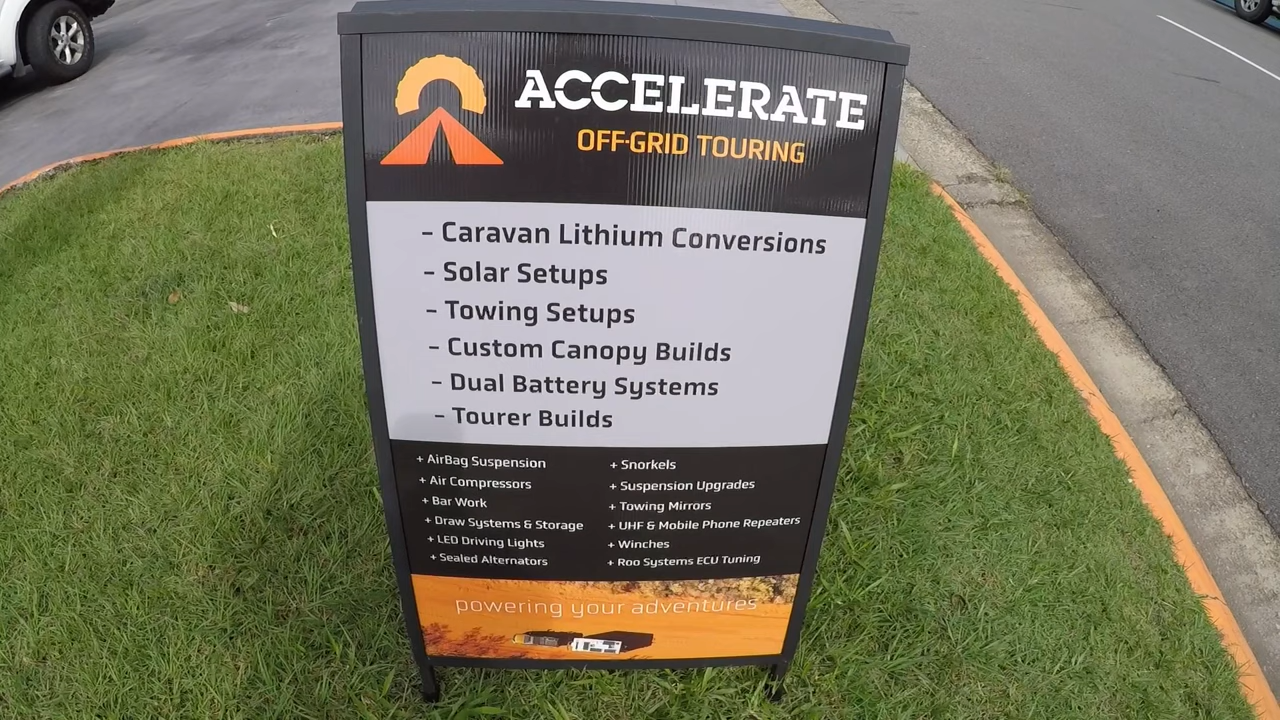 ACCELERATE
OFF-GRID TOURING
- Caravan Lithium Conversions
- Solar Setups
- Towing Setups
- Custom Canopy Builds
- Dual Battery Systems
- Tourer Builds
+ AirBag Suspension
+ Air Compressors
+ Bar Work
+ Draw Systems & Storage
+ LED Driving Lights
+ Sealed Alternators
+ Snorkels
+ Suspension Upgrades
+ Towing Mirrors
+ UHF & Mobile Phone Repeaters
+ Winches
+ Roo Systems ECU Tuning
powering your adventures